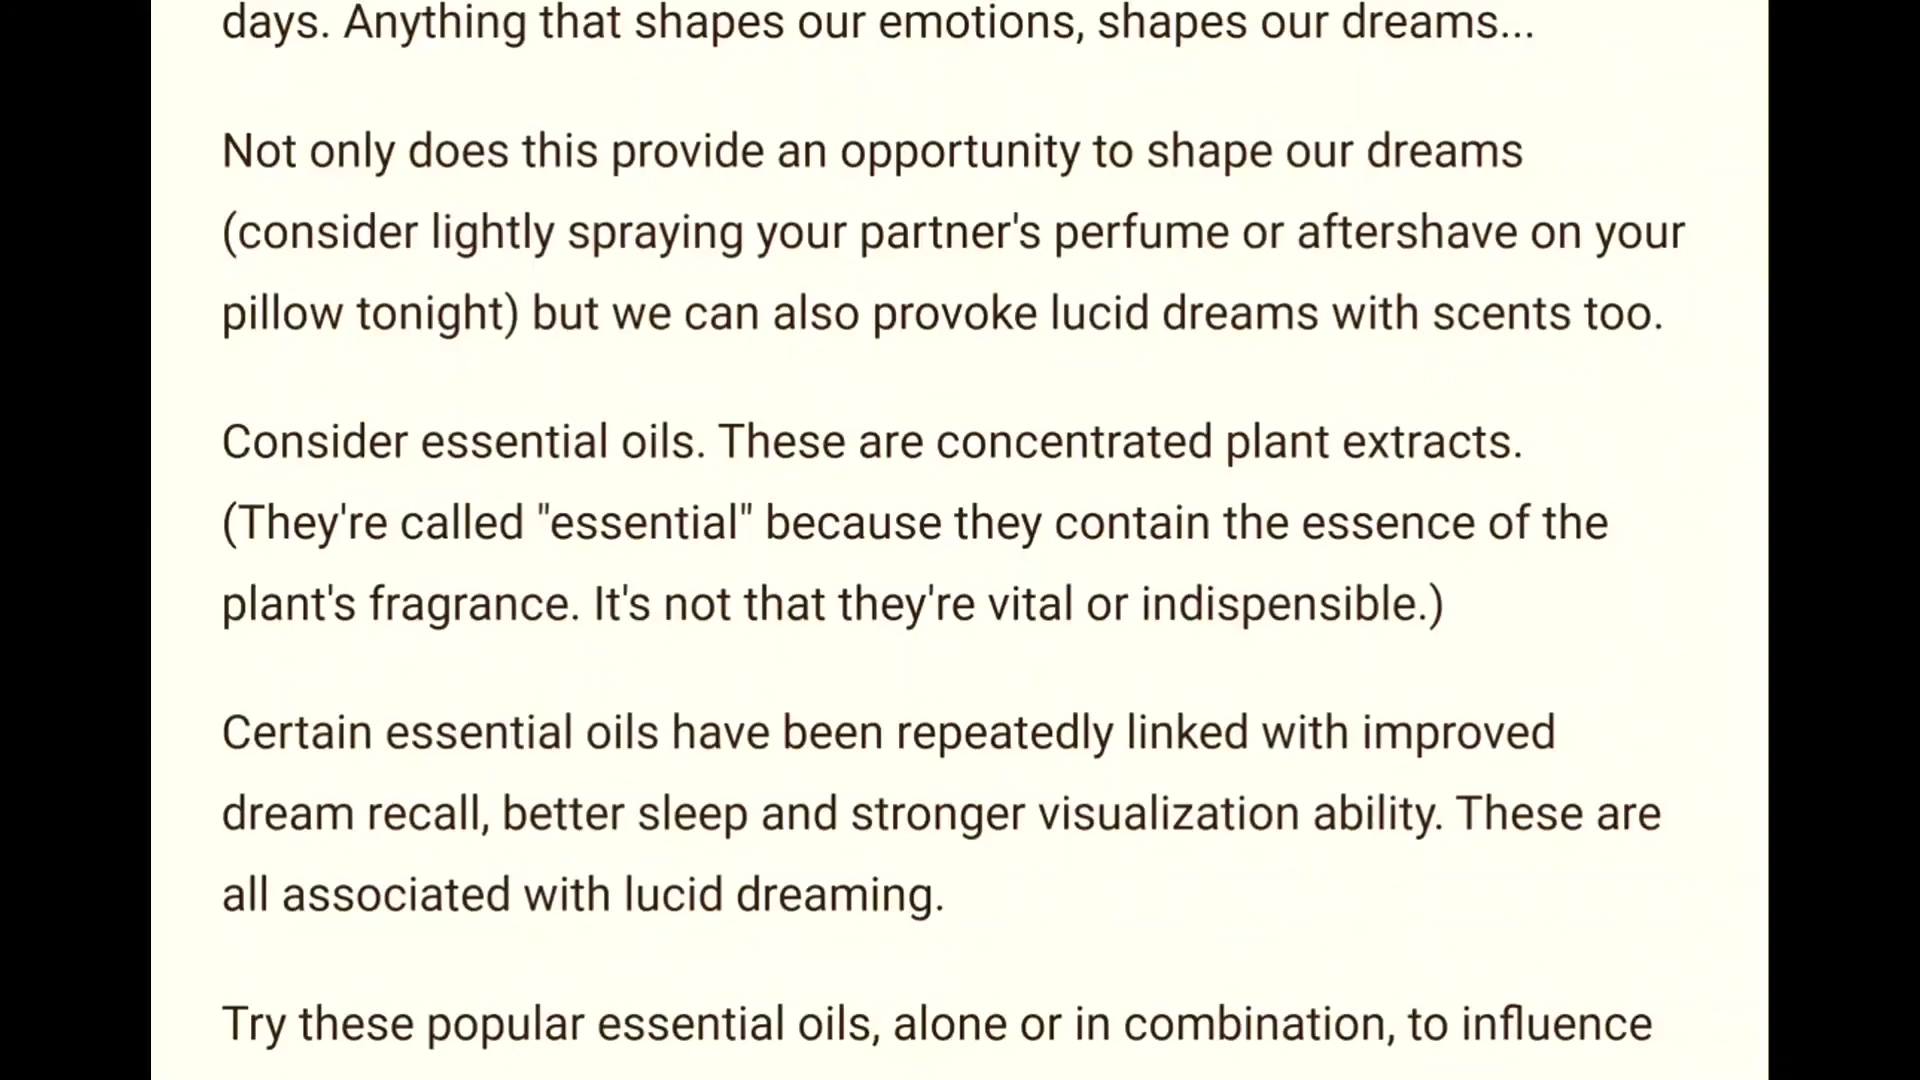 days. Anything that shapes our emotions, shapes our dreams...
Not only does this provide an opportunity to shape our dreams
(consider lightly spraying your partner's perfume or aftershave on your
pillow tonight) but we can also provoke lucid dreams with scents too.
Consider essential oils. These are concentrated plant extracts.
(They're called "essential" because they contain the essence of the
plant's fragrance. It's not that they're vital or indispensible.)
Certain essential oils have been repeatedly linked with improved
dream recall, better sleep and stronger visualization ability. These are
all associated with lucid dreaming.
Try these popular essential oils, alone or in combination, to influence